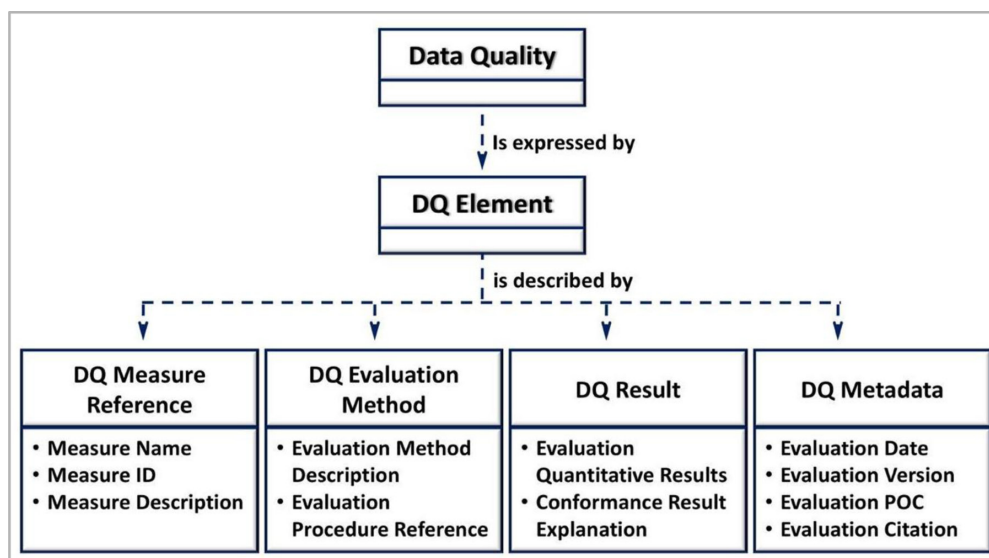 Data Quality
Is expressed by
DQ Element
is described by
DQ Measure
Reference
• Measure Name
• Measure ID
• Measure Description
DQ Evaluation
Method
• Evaluation Method
Description
• Evaluation
Procedure Reference
DQ Result
• Evaluation
Quantitative Results
• Conformance Result
Explanation
DQ Metadata
• Evaluation Date
• Evaluation Version
• Evaluation POC
• Evaluation Citation